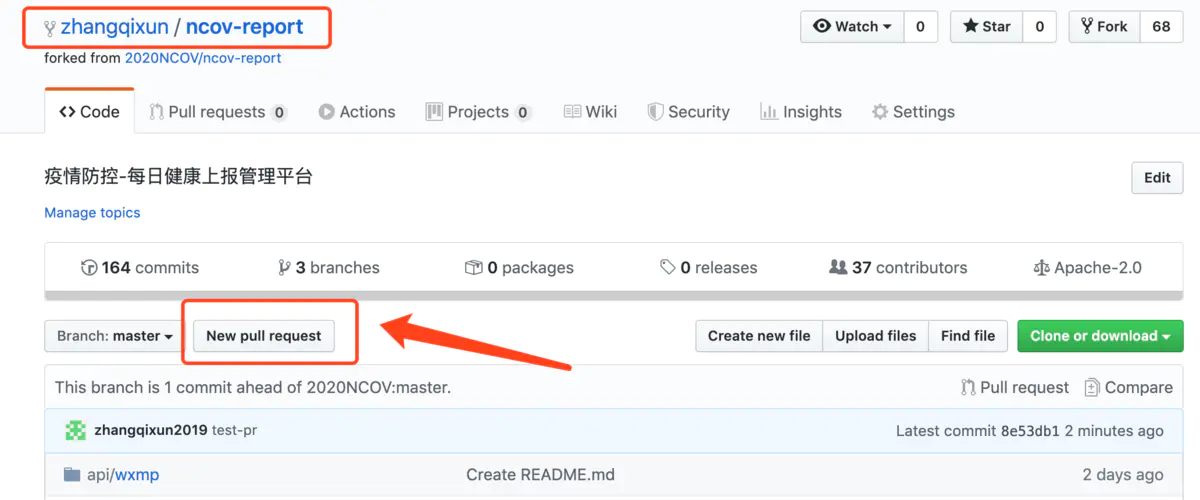 zhangqixun / ncov-report
Watch 0 Star 0 Fork 68
forked from 2020NCOV/ncov-report
Code Pull requests 0 Actions Projects 0 Wiki Security Insights Settings
疫情防控-每日健康上报管理平台
Edit
Manage topics
164 commits 3 branches 0 packages 0 releases 37 contributors Apache-2.0
Branch: master New pull request Create new file Upload files Find file Clone or download
This branch is 1 commit ahead of 2020NCOV:master. Pull request Compare
zhangqixun2019 test-pr Latest commit 8e53db1 2 minutes ago
api/wxmp Create README.md 2 days ago